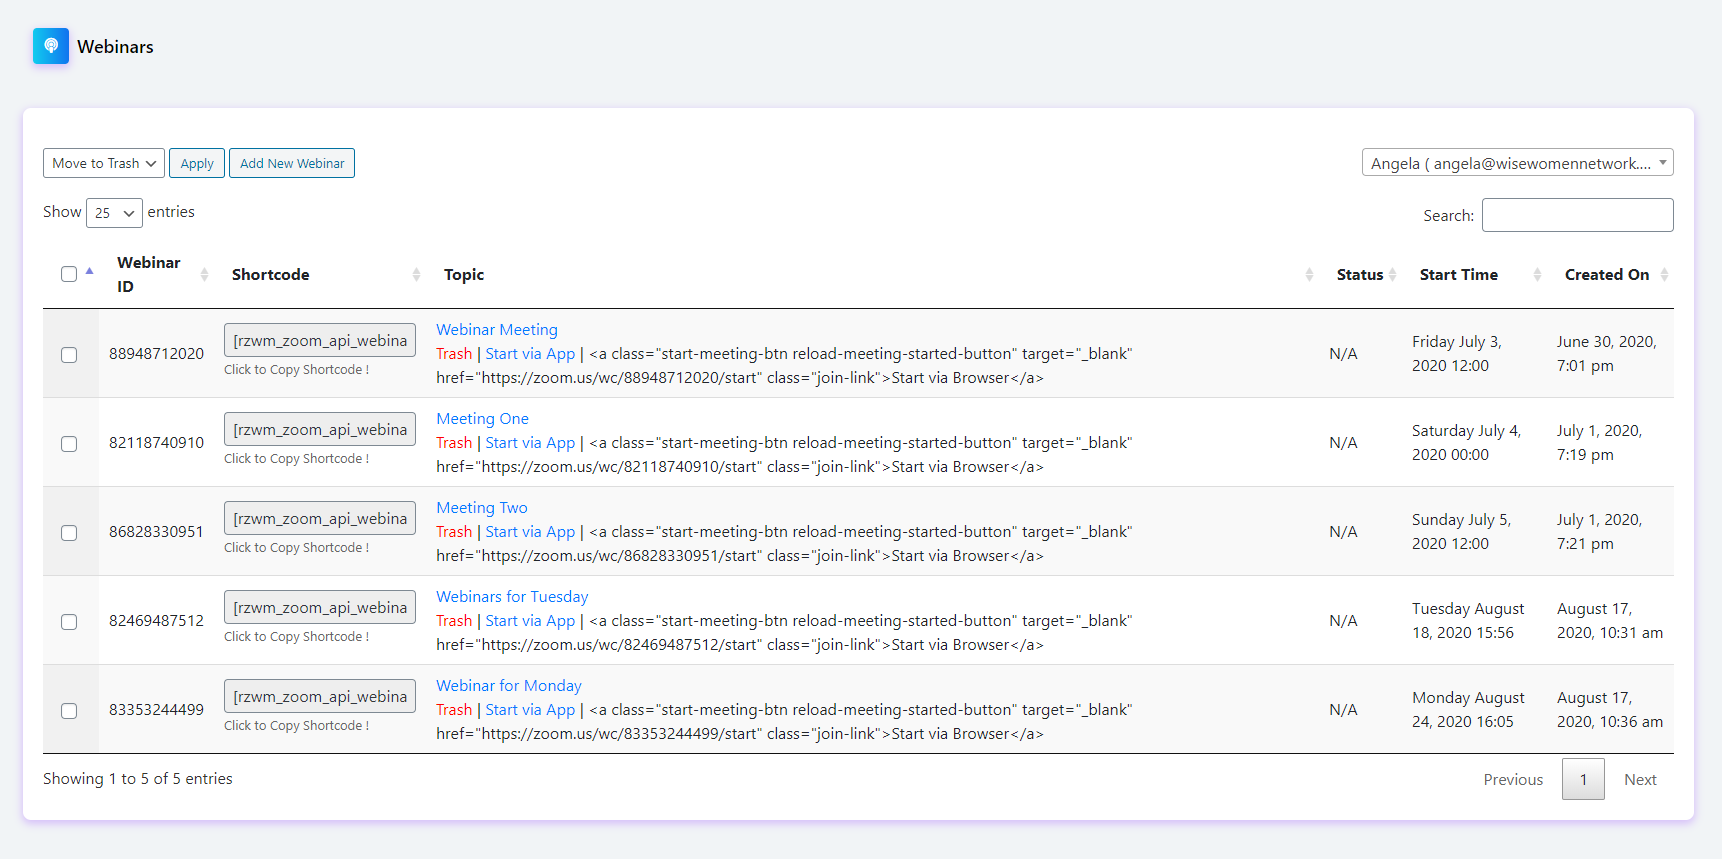 Webinars
Move to Trash Apply Add New Webinar Angela ( angela@wisewomennetwork....
Show 25 entries Search:
Webinar ID Shortcode Topic Status Start Time Created On
88948712020
[rzwm_zoom_api_webina
Click to Copy Shortcode !
Webinar Meeting
Trash | Start via App | <a class="start-meeting-btn reload-meeting-started-button" target="_blank"
href="https://zoom.us/wc/88948712020/start" class="join-link">Start via Browser</a>
N/A
Friday July 3,
2020 12:00
June 30, 2020,
7:01 pm
82118740910
[rzwm_zoom_api_webina
Click to Copy Shortcode !
Meeting One
Trash | Start via App | <a class="start-meeting-btn reload-meeting-started-button" target="_blank"
href="https://zoom.us/wc/82118740910/start" class="join-link">Start via Browser</a>
N/A
Saturday July 4,
2020 00:00
July 1, 2020,
7:19 pm
86828330951
[rzwm_zoom_api_webina
Click to Copy Shortcode !
Meeting Two
Trash | Start via App | <a class="start-meeting-btn reload-meeting-started-button" target="_blank"
href="https://zoom.us/wc/86828330951/start" class="join-link">Start via Browser</a>
N/A
Sunday July 5,
2020 12:00
July 1, 2020,
7:21 pm
82469487512
[rzwm_zoom_api_webina
Click to Copy Shortcode !
Webinars for Tuesday
Trash | Start via App | <a class="start-meeting-btn reload-meeting-started-button" target="_blank"
href="https://zoom.us/wc/82469487512/start" class="join-link">Start via Browser</a>
N/A
Tuesday August
18, 2020 15:56
August 17,
2020, 10:31 am
83353244499
[rzwm_zoom_api_webina
Click to Copy Shortcode !
Webinar for Monday
Trash | Start via App | <a class="start-meeting-btn reload-meeting-started-button" target="_blank"
href="https://zoom.us/wc/83353244499/start" class="join-link">Start via Browser</a>
N/A
Monday August
24, 2020 16:05
August 17,
2020, 10:36 am
Showing 1 to 5 of 5 entries Previous 1 Next